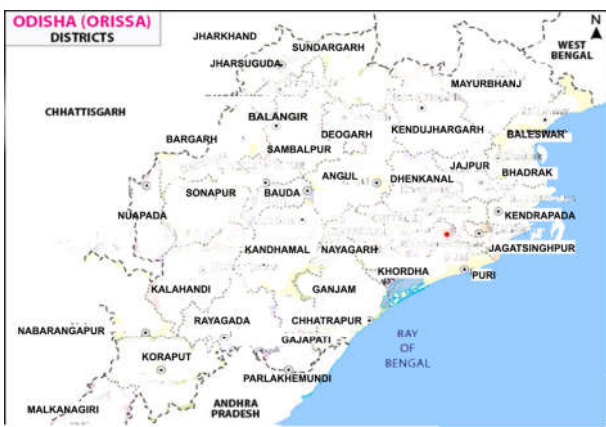 ODISHA (ORISSA)
DISTRICTS
N
JHARKHAND
SUNDARGARH
WEST
BENGAL
JHARSUGUDA
MAYURBHANJ
CHHATTISGARH
BALANGIR
BARGARH
DEOGARH
KENDUJHARGARH
BALESWAR
SAMBALPUR
JAJPUR
BHADRAK
ANGUL
DHENKANAL
SONAPUR
BAUDA
NUAPADA
KENDRAPADA
KANDHAMAL
NAYAGARH
JAGATSINGHPUR
KHORDHA
PURI
KALAHANDI
GANJAM
NABARANGAPUR
RAYAGADA
CHHATRAPUR
GAJAPATI
BAY
OF
BENGAL
KORAPUT
PARLAKHEMUNDI
MALKANAGIRI
ANDHRA
PRADESH